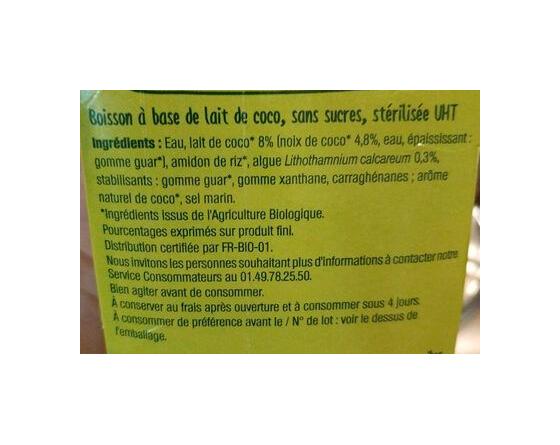 Boisson à base de lait de coco, sans sucres, stérilisée UHT
Ingrédients : Eau, lait de coco* 8% (noix de coco* 4,8%, eau, épaississant :
gomme guar*), amidon de riz*, algue Lithothamnium calcareum 0,3%,
stabilisants : gomme guar*, gomme xanthane, carraghénanes ; arôme
naturel de coco*, sel marin.
*Ingrédients issus de l'Agriculture Biologique.
Pourcentages exprimés sur produit fini.
Distribution certifiée par FR-BIO-01.
Nous invitons les personnes souhaitant plus d'informations à contacter notre
Service Consommateurs au 01.49.78.25.50.
Bien agiter avant de consommer.
À conserver au frais après ouverture et à consommer sous 4 jours.
À consommer de préférence avant le / N° de lot : voir le dessus de
l'emballage.